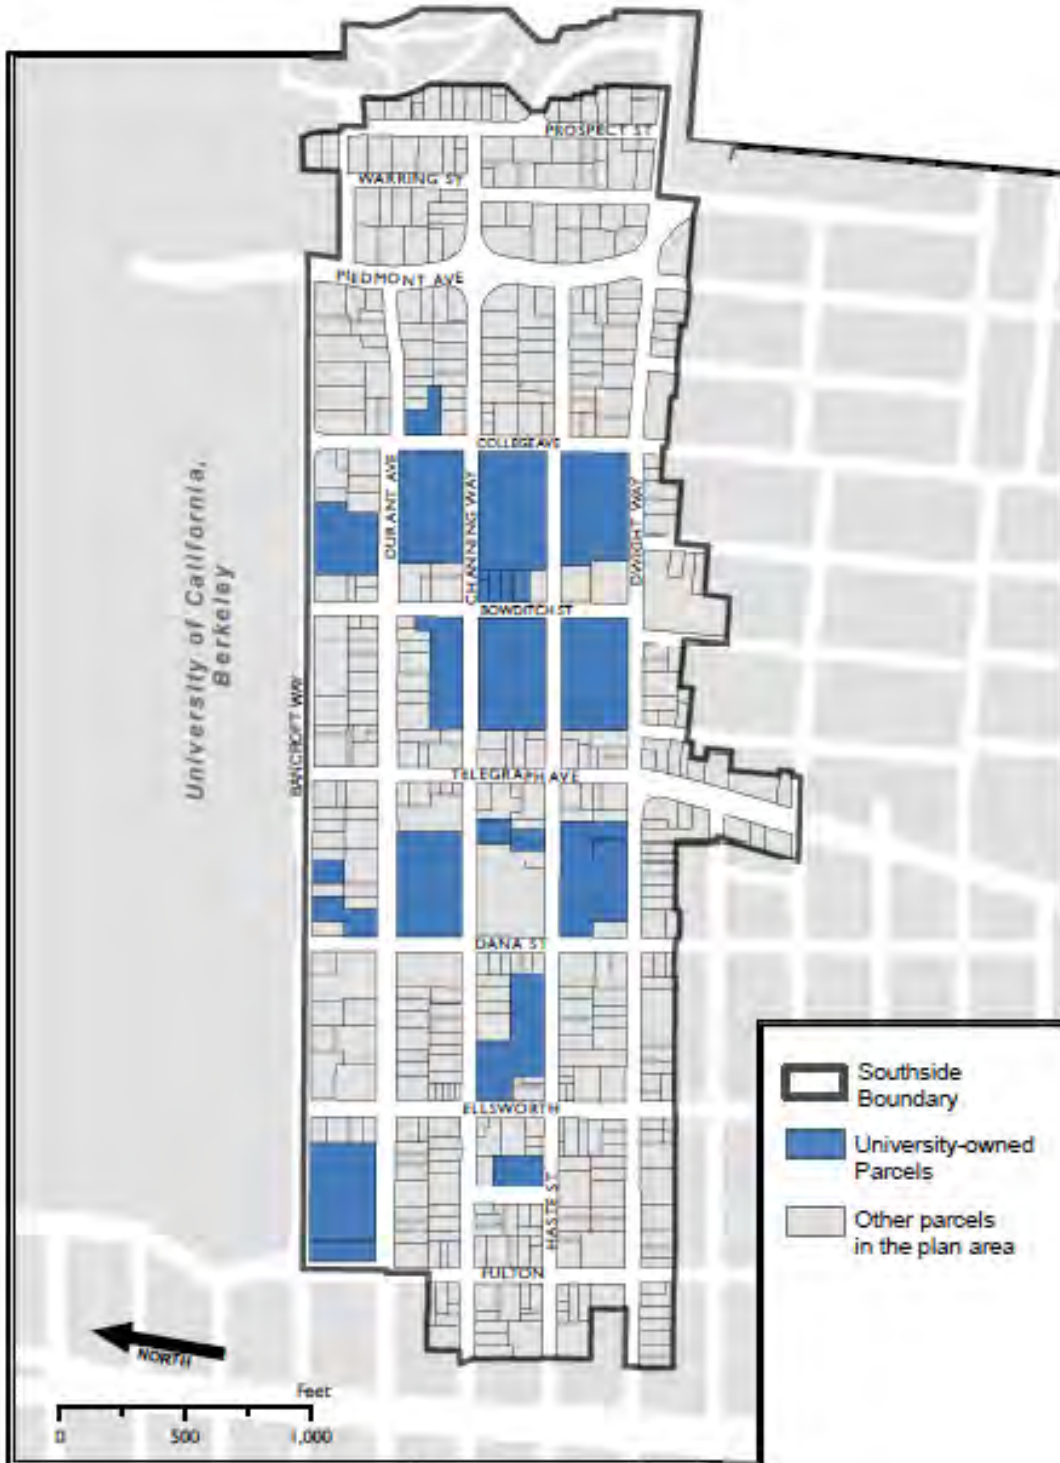 PROSPECT ST
WARRING ST
PIEDMONT AVE
COLLEGE AVE
DURANT AVE
CHANNING WAY
DWIGHT WAY
University of California,
Berkeley
BOWDITCH ST
BANCROFT WAY
TELEGRAPH AVE
DANA ST
ELLSWORTH
HASTE ST
FULTON
Southside
Boundary
University-owned
Parcels
Other parcels
in the plan area
NORTH
Feet
0
500
1,000